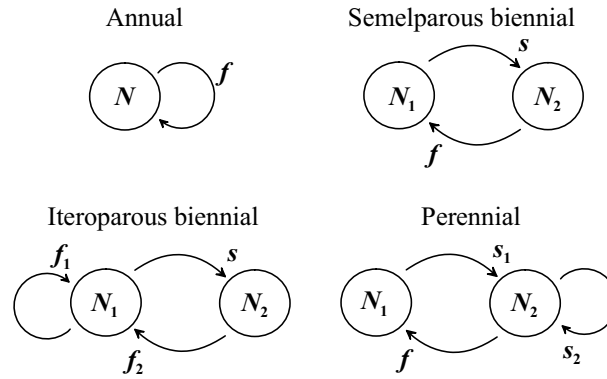 Annual
N
f
Semelparous biennial
s
N₁
N₂
f
Iteroparous biennial
f₁
s
N₁
N₂
f₂
Perennial
s₁
N₁
N₂
f
s₂